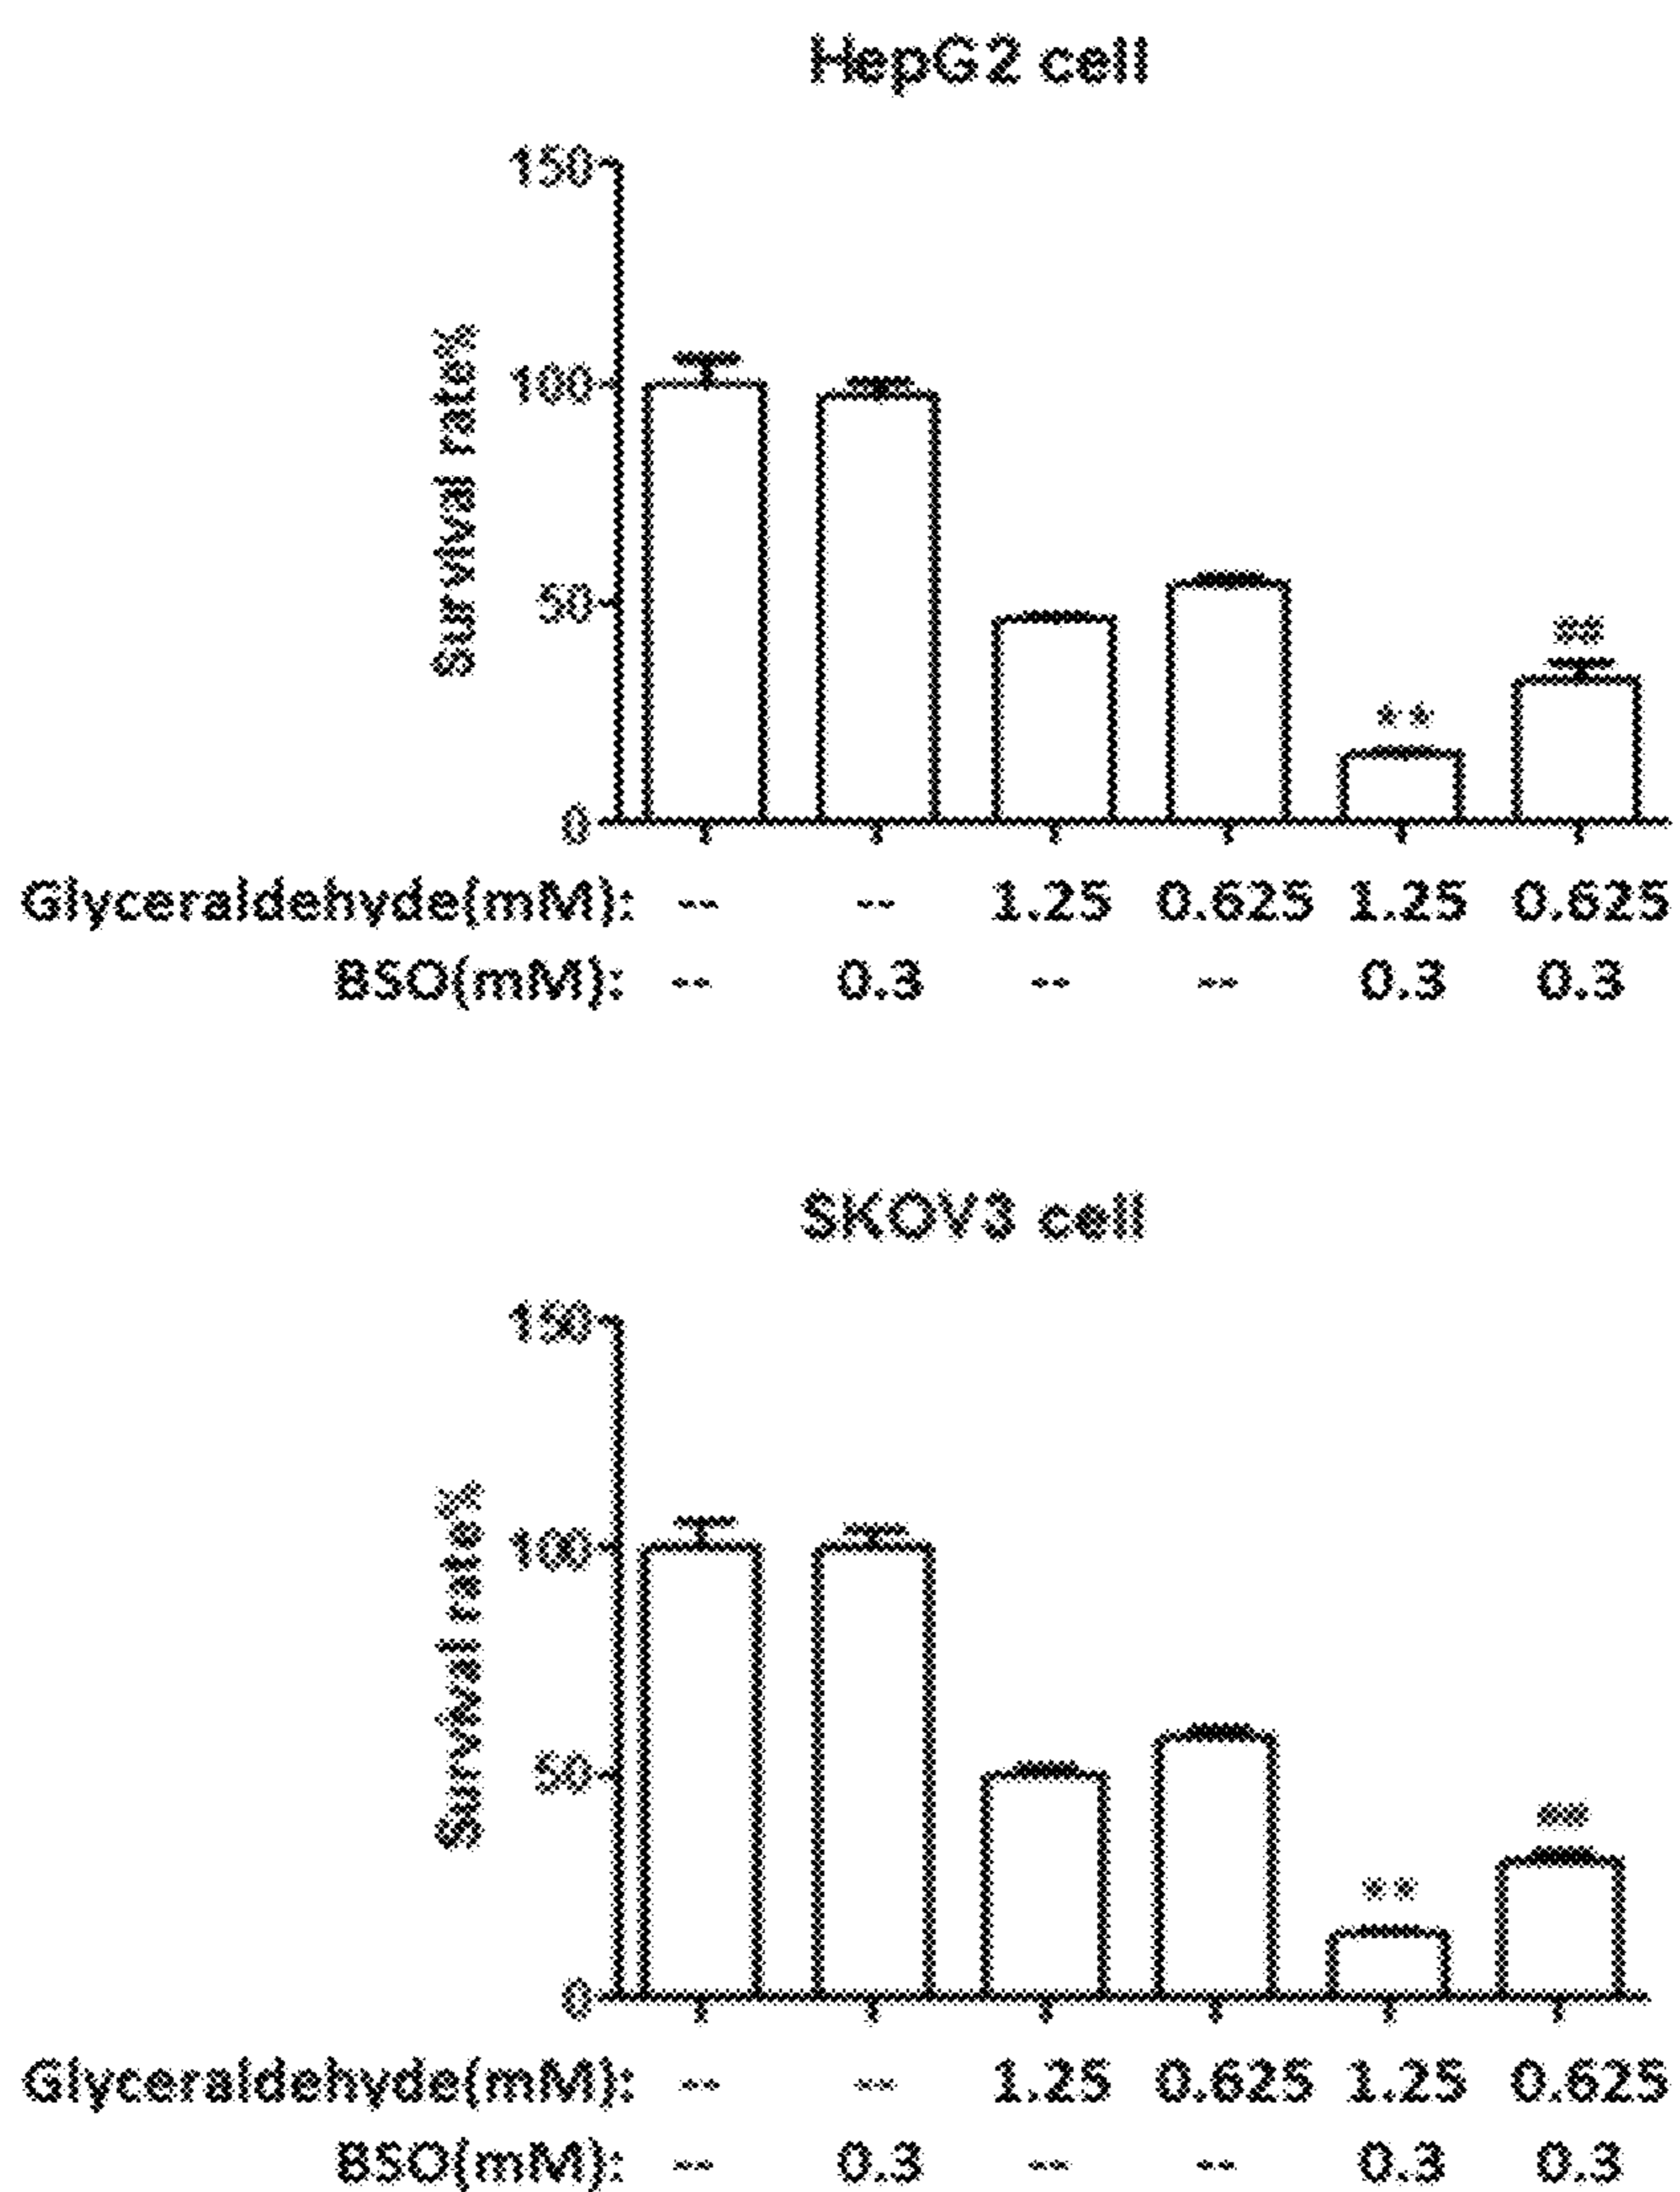 HepG2 cell
150
100
50
0
Survival rate%
**
##
Glyceraldehyde(mM): -- -- 1.25 0.625 1.25 0.625
BSO(mM): -- 0.3 -- -- 0.3 0.3
SKOV3 cell
150
100
50
0
Survival rate%
**
##
Glyceraldehyde(mM): -- -- 1.25 0.625 1.25 0.625
BSO(mM): -- 0.3 -- -- 0.3 0.3